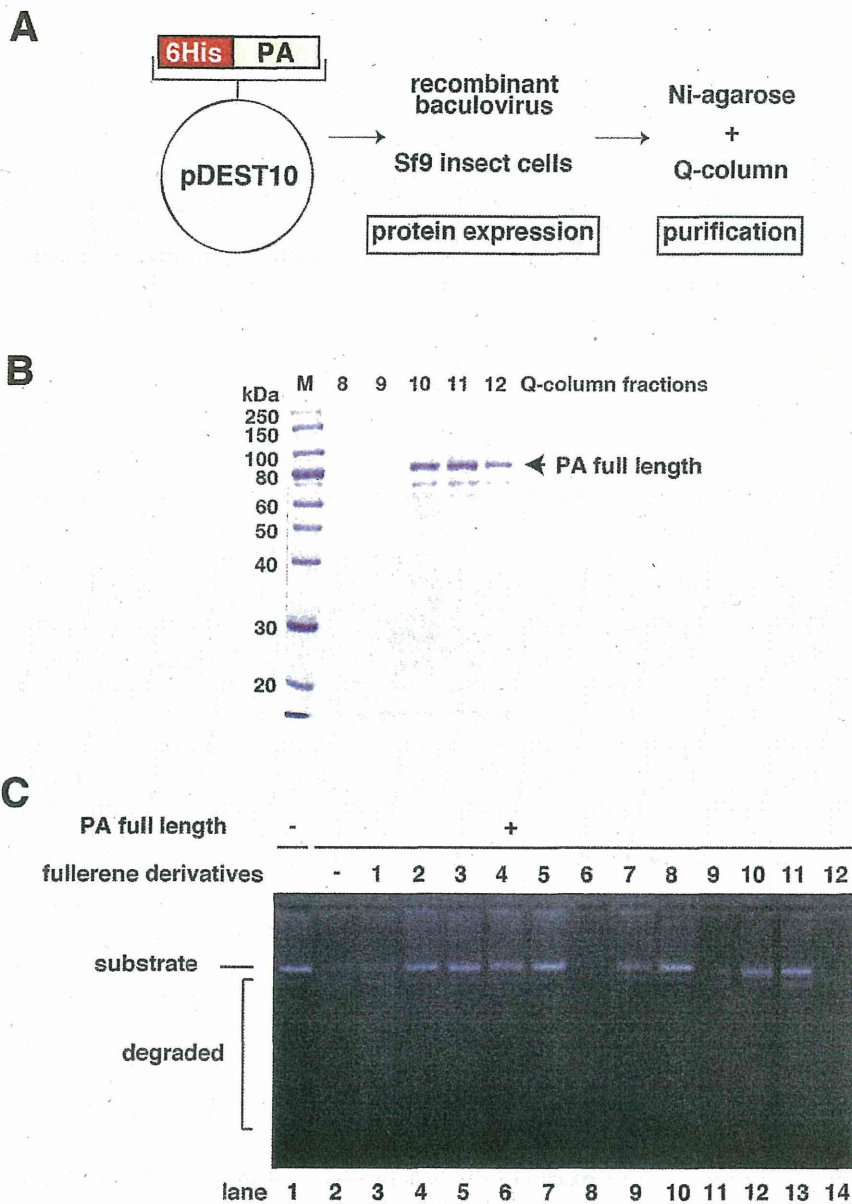 A
6His PA
pDEST10
recombinant
baculovirus
Sf9 insect cells
protein expression
Ni-agarose
+
Q-column
purification
B
kDa M 8 9 10 11 12 Q-column fractions
250
150
100
80
60
50
40
30
20
PA full length
C
PA full length - +
fullerene derivatives - 1 2 3 4 5 6 7 8 9 10 11 12
substrate
degraded
lane 1 2 3 4 5 6 7 8 9 10 11 12 13 14